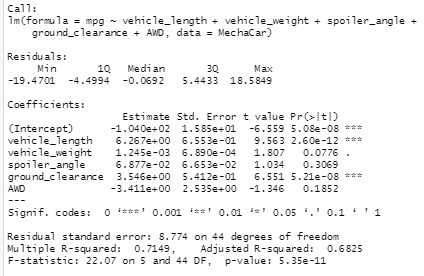 Call:
lm(formula = mpg ~ vehicle_length + vehicle_weight + spoiler_angle +
    ground_clearance + AWD, data = MechaCar)

Residuals:
     Min       1Q   Median       3Q      Max
-19.4701  -4.4994  -0.0692   5.4433  18.5849

Coefficients:
                   Estimate Std. Error t value Pr(>|t|)
(Intercept)      -1.040e+02  1.585e+01  -6.559 5.08e-08 ***
vehicle_length    6.267e+00  6.553e-01   9.563 2.60e-12 ***
vehicle_weight    1.245e-03  6.890e-04   1.807   0.0776 .
spoiler_angle     6.877e-02  6.653e-02   1.034   0.3069
ground_clearance  3.546e+00  5.412e-01   6.551 5.21e-08 ***
AWD              -3.411e+00  2.535e+00  -1.346   0.1852
---
Signif. codes:  0 ‘***’ 0.001 ‘**’ 0.01 ‘*’ 0.05 ‘.’ 0.1 ‘ ’ 1

Residual standard error: 8.774 on 44 degrees of freedom
Multiple R-squared:  0.7149,    Adjusted R-squared:  0.6825
F-statistic: 22.07 on 5 and 44 DF,  p-value: 5.35e-11